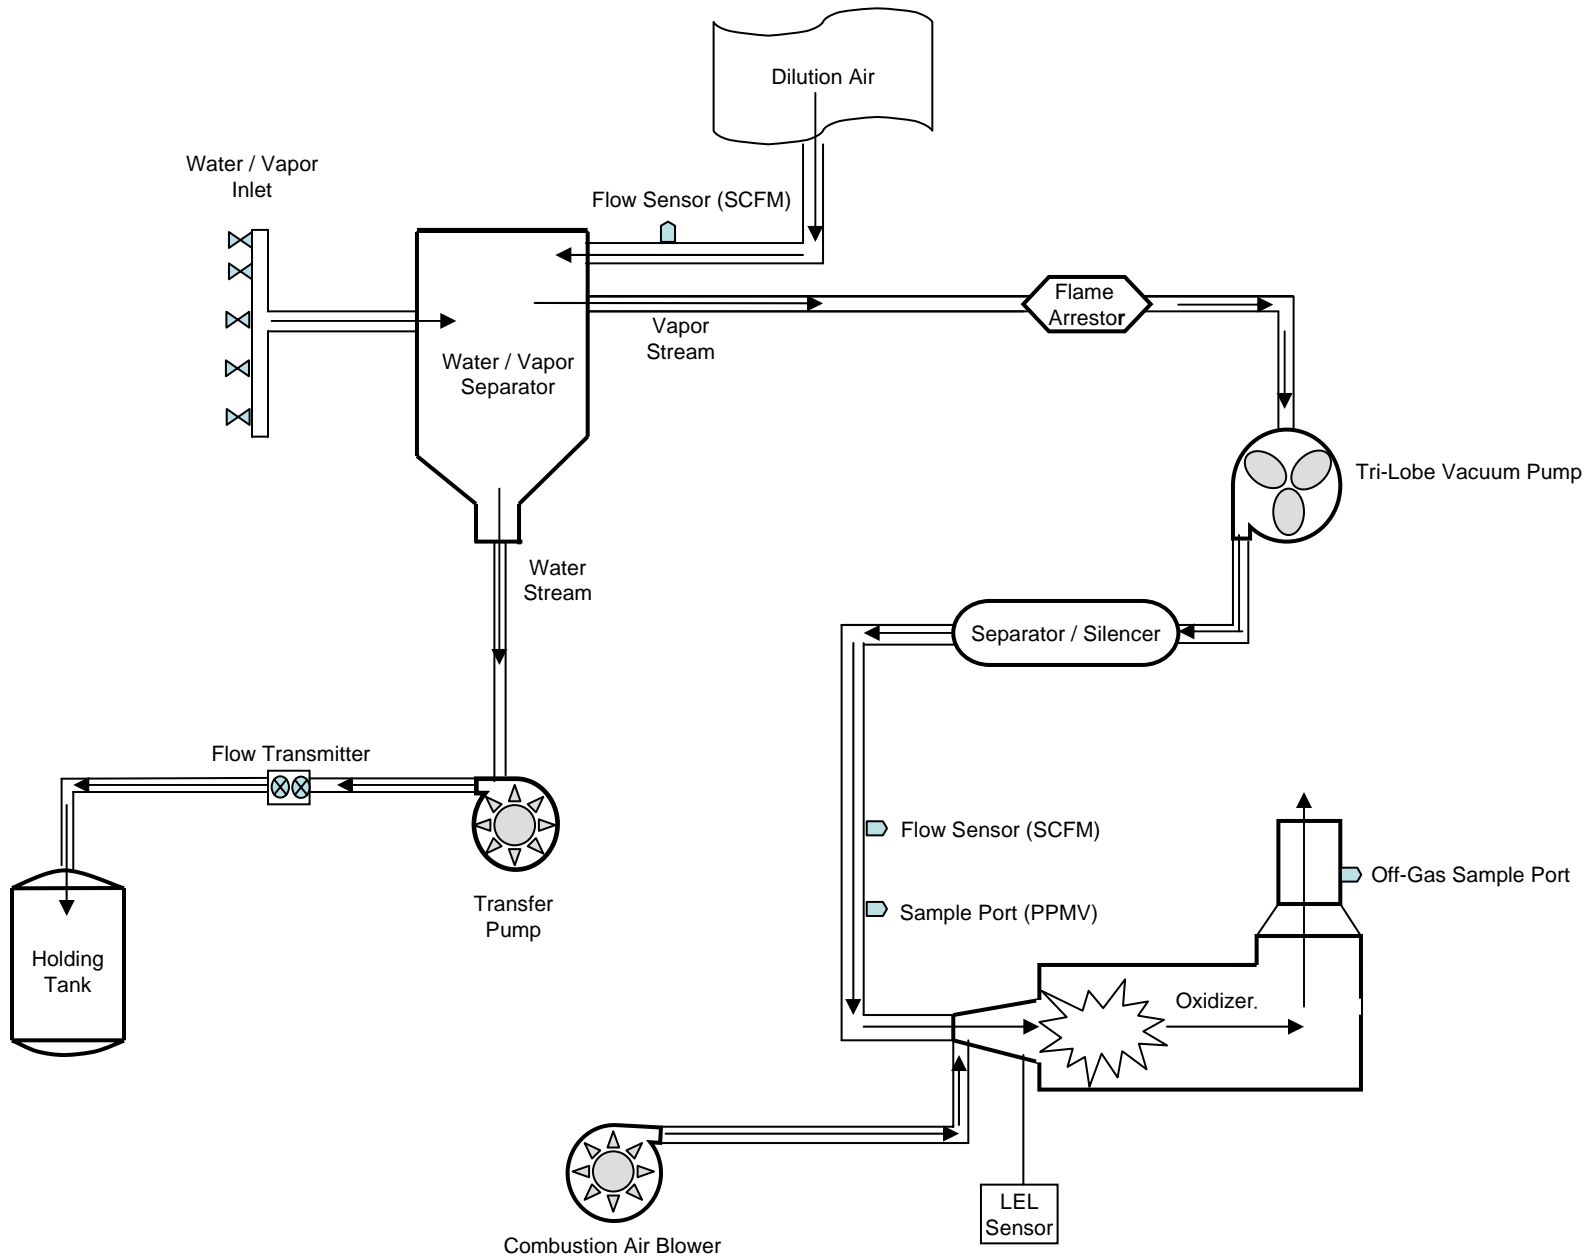 Dilution Air
Water / Vapor
Inlet
Flow Sensor (SCFM)
Flame
Arrestor
Vapor
Stream
Water / Vapor
Separator
Tri-Lobe Vacuum Pump
Water
Stream
Separator / Silencer
Flow Transmitter
Flow Sensor (SCFM)
Off-Gas Sample Port
Transfer
Pump
Sample Port (PPMV)
Holding
Tank
Oxidizer.
LEL
Sensor
Combustion Air Blower